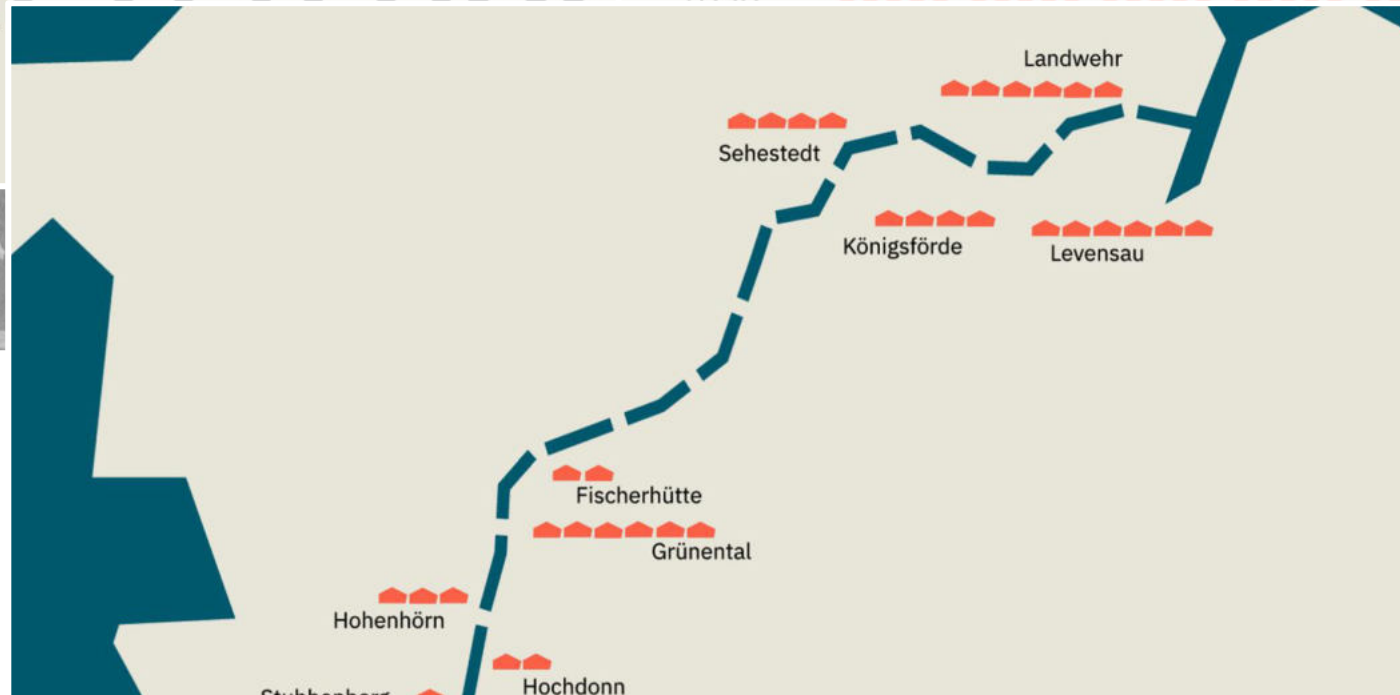 Landwehr
Sehestedt
Königsförde
Levensau
Fischerhütte
Grünental
Hohenhörn
Hochdonn